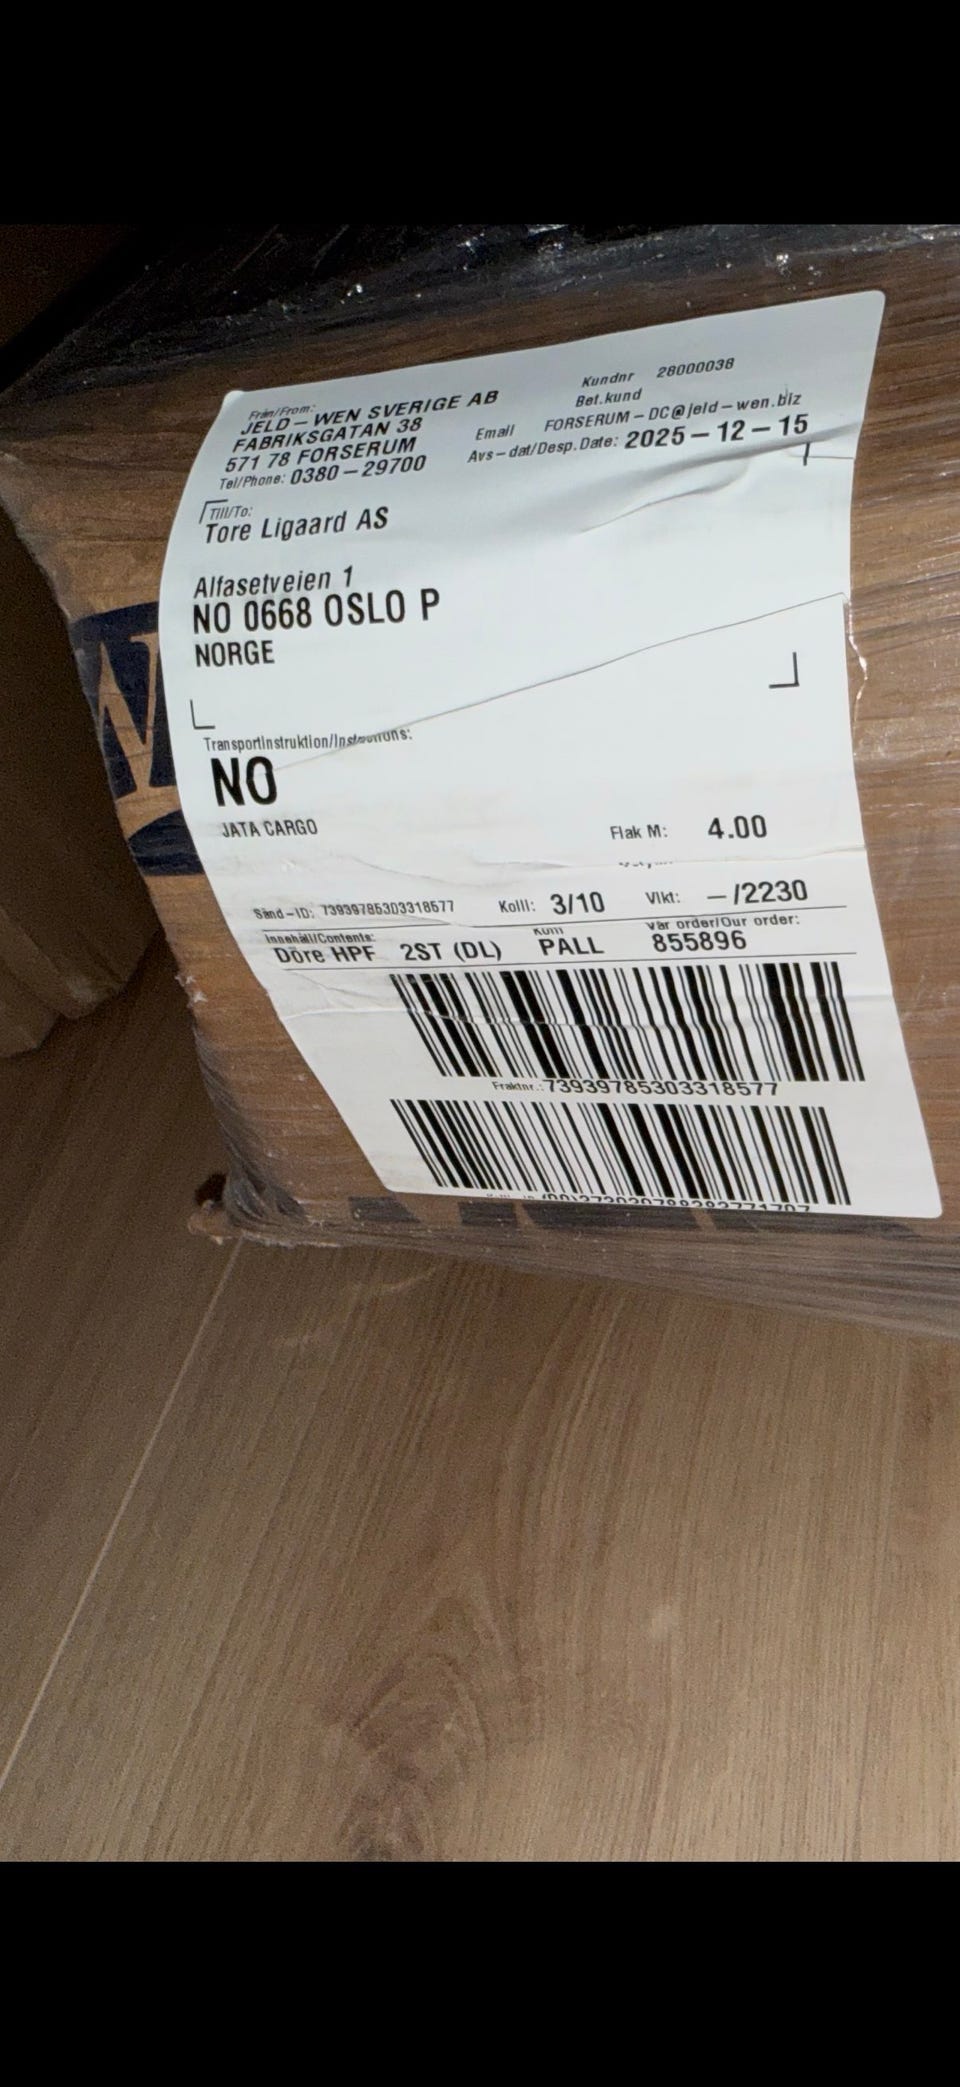 Från/From:
JELD-WEN SVERIGE AB
FABRIKSGATAN 38
571 78 FORSERUM
Tel/Phone: 0380-29700
Kundnr 28000038
Bet.kund
Email FORSERUM-DC@jeld-wen.biz
Avs-dat/Desp.Date: 2025-12-15
Till/To:
Tore Ligaard AS
Alfasetveien 1
NO 0668 OSLO P
NORGE
Transportinstruktion/Instructions:
NO
JATA CARGO
Flak M: 4.00
Sänd-ID: 73939785303318577 Kolli: 3/10 Vikt: -/2230
Innehåll/Contents: Kolli Vår order/Our order:
Döre HPF 2ST (DL) PALL 855896
Fraktnr.: 73939785303318577